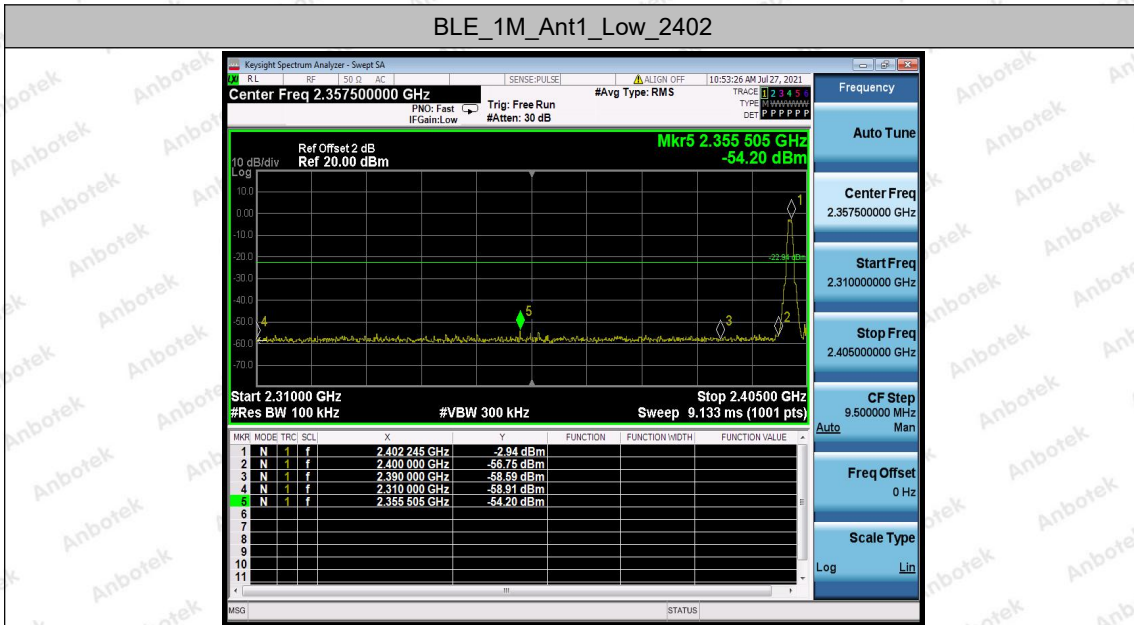 BLE_1M_Ant1_Low_2402
Keysight Spectrum Analyzer - Swept SA
RL RF 50 Ω AC SENSE:PULSE ALIGN OFF 10:53:26 AM Jul 27, 2021
Center Freq 2.357500000 GHz
PNO: Fast
IFGain:Low
Trig: Free Run
#Atten: 30 dB
#Avg Type: RMS
TRACE 1 2 3 4 5 6
TYPE M WWWWW
DET P P P P P P
Mkr5 2.355 505 GHz
-54.20 dBm
Ref Offset 2 dB
10 dB/div Ref 20.00 dBm
Log
10.0
0.00
-10.0
-20.0
-30.0
-40.0
-50.0
-60.0
-70.0
-22.94 dBm
1
2
3
4
5
Start 2.31000 GHz Stop 2.40500 GHz
#Res BW 100 kHz #VBW 300 kHz Sweep 9.133 ms (1001 pts)
MKR MODE TRC SCL X Y FUNCTION FUNCTION WIDTH FUNCTION VALUE
1 N 1 f 2.402 245 GHz -2.94 dBm
2 N 1 f 2.400 000 GHz -56.75 dBm
3 N 1 f 2.390 000 GHz -58.59 dBm
4 N 1 f 2.310 000 GHz -58.91 dBm
5 N 1 f 2.355 505 GHz -54.20 dBm
6
7
8
9
10
11
MSG STATUS
Frequency
Auto Tune
Center Freq
2.357500000 GHz
Start Freq
2.310000000 GHz
Stop Freq
2.405000000 GHz
CF Step
9.500000 MHz
Auto Man
Freq Offset
0 Hz
Scale Type
Log Lin
Anbotek